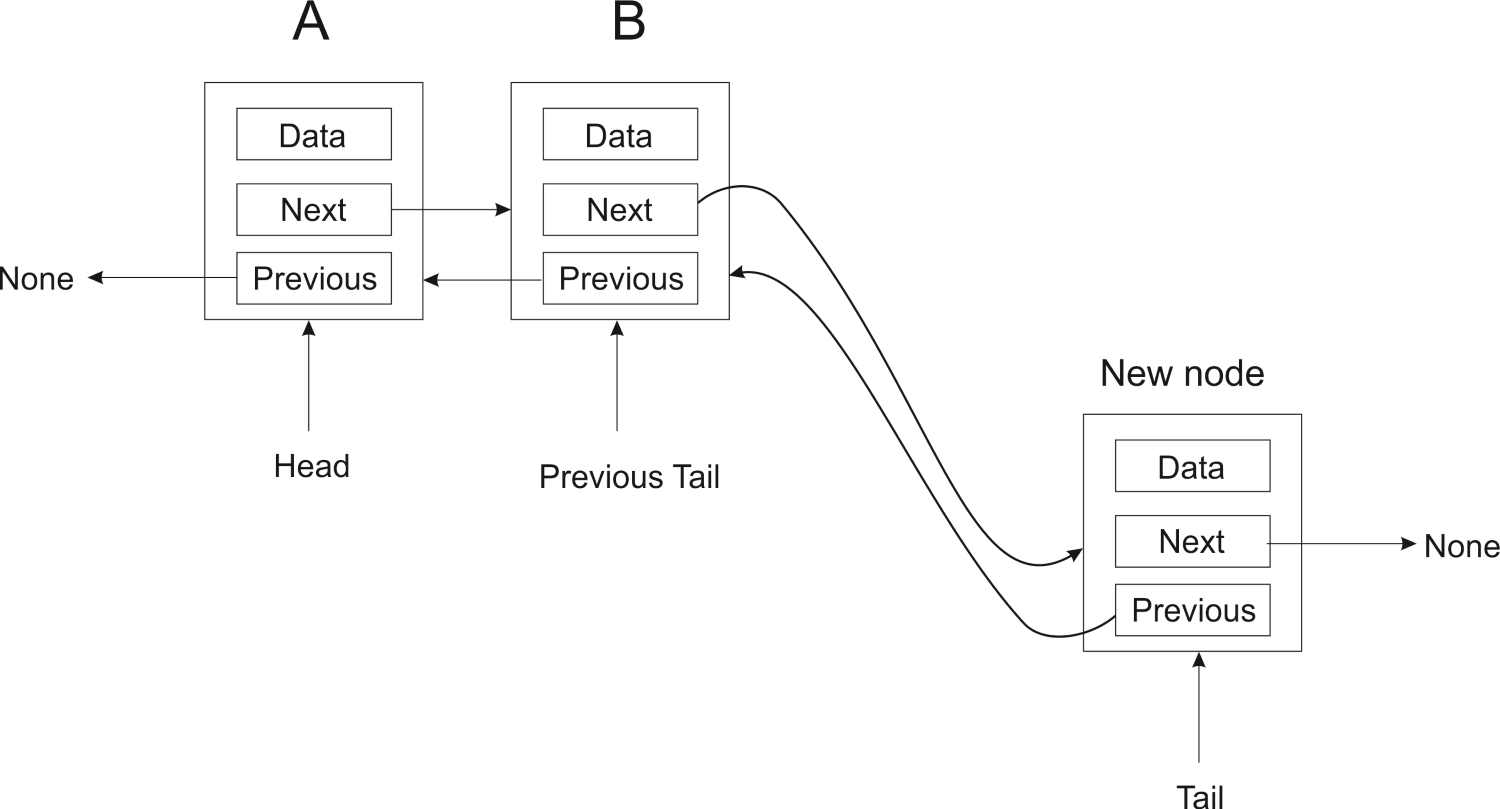 A
B
Data
Data
Next
Next
None
Previous
Previous
Head
Previous Tail
New node
Data
Next
None
Previous
Tail